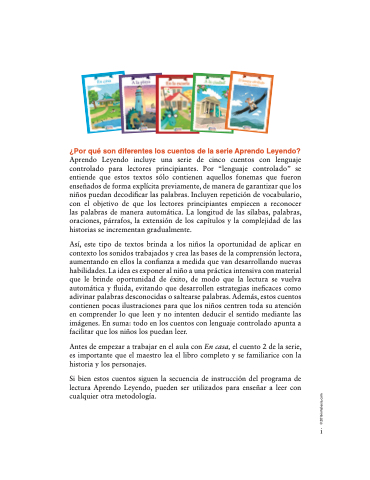 En casa
A la playa
En la escuela
A la ciudad
¿Por qué son diferentes los cuentos de la serie Aprendo Leyendo?
Aprendo Leyendo incluye una serie de cinco cuentos con lenguaje
controlado para lectores principiantes. Por “lenguaje controlado” se
entiende que estos textos sólo contienen aquellos fonemas que fueron
enseñados de forma explícita previamente, de manera de garantizar que los
niños puedan decodificar las palabras. Incluyen repetición de vocabulario,
con el objetivo de que los lectores principiantes empiecen a reconocer
las palabras de manera automática. La longitud de las sílabas, palabras,
oraciones, párrafos, la extensión de los capítulos y la complejidad de las
historias se incrementan gradualmente.
Así, este tipo de textos brinda a los niños la oportunidad de aplicar en
contexto los sonidos trabajados y crea las bases de la comprensión lectora,
aumentando en ellos la confianza a medida que van desarrollando nuevas
habilidades. La idea es exponer al niño a una práctica intensiva con material
que le brinde oportunidad de éxito, de modo que la lectura se vuelva
automática y fluida, evitando que desarrollen estrategias ineficaces como
adivinar palabras desconocidas o saltearse palabras. Además, estos cuentos
contienen pocas ilustraciones para que los niños centren toda su atención
en comprender lo que leen y no intenten deducir el sentido mediante las
imágenes. En suma: todo en los cuentos con lenguaje controlado apunta a
facilitar que los niños los puedan leer.
Antes de empezar a trabajar en el aula con En casa, el cuento 2 de la serie,
es importante que el maestro lea el libro completo y se familiarice con la
historia y los personajes.
Si bien estos cuentos siguen la secuencia de instrucción del programa de
lectura Aprendo Leyendo, pueden ser utilizados para enseñar a leer con
cualquier otra metodología.
i